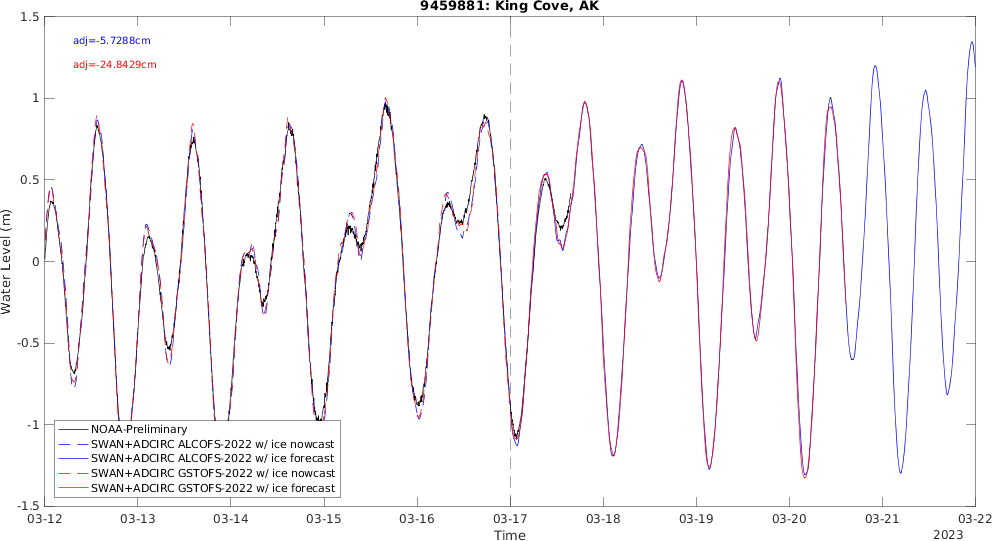 9459881: King Cove, AK
1.5
adj=-5.7288cm
adj=-24.8429cm
1
0.5
0
-0.5
-1
-1.5
Water Level (m)
NOAA-Preliminary
SWAN+ADCIRC ALCOFS-2022 w/ ice nowcast
SWAN+ADCIRC ALCOFS-2022 w/ ice forecast
SWAN+ADCIRC GSTOFS-2022 w/ ice nowcast
SWAN+ADCIRC GSTOFS-2022 w/ ice forecast
03-12 03-13 03-14 03-15 03-16 03-17 03-18 03-19 03-20 03-21 03-22
Time
2023